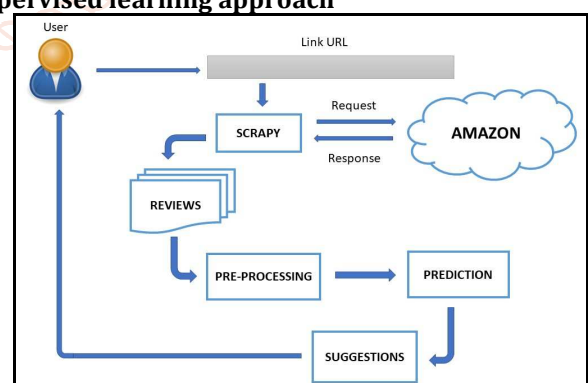 pervised learning approach
User
Link URL
SCRAPY
Request
Response
AMAZON
REVIEWS
PRE-PROCESSING
PREDICTION
SUGGESTIONS